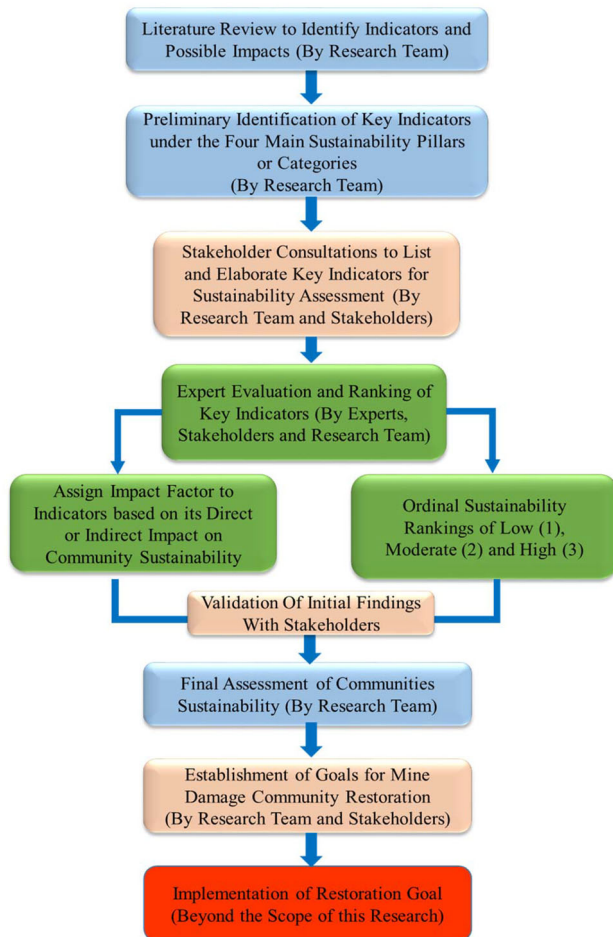 Literature Review to Identify Indicators and
Possible Impacts (By Research Team)
Preliminary Identification of Key Indicators
under the Four Main Sustainability Pillars
or Categories
(By Research Team)
Stakeholder Consultations to List
and Elaborate Key Indicators for
Sustainability Assessment (By
Research Team and Stakeholders)
Expert Evaluation and Ranking of
Key Indicators (By Experts,
Stakeholders and Research Team)
Assign Impact Factor to
Indicators based on its Direct
or Indirect Impact on
Community Sustainability
Ordinal Sustainability
Rankings of Low (1),
Moderate (2) and High (3)
Validation Of Initial Findings
With Stakeholders
Final Assessment of Communities
Sustainability (By Research Team)
Establishment of Goals for Mine
Damage Community Restoration
(By Research Team and Stakeholders)
Implementation of Restoration Goal
(Beyond the Scope of this Research)